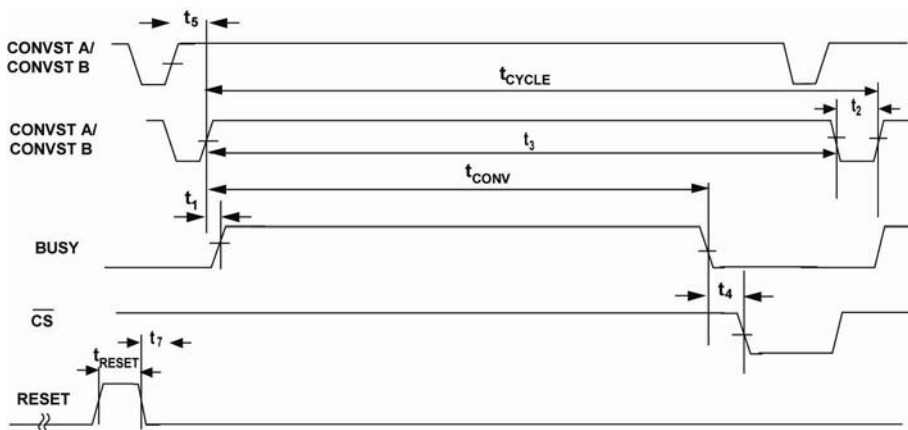 t5
CONVST A/
CONVST B
tCYCLE
t2
CONVST A/
CONVST B
t3
tCONV
t1
BUSY
t4
CS
tRESET
t7
RESET